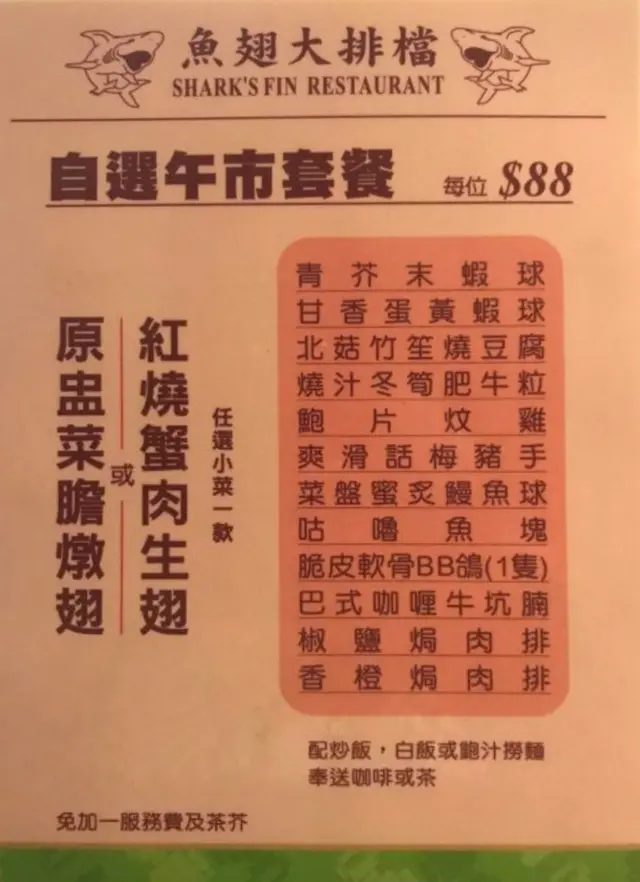 魚翅大排檔
SHARK'S FIN RESTAURANT
自選午市套餐 每位 $88
紅燒蟹肉生翅
或
原盅菜膽燉翅
任選小菜一款
青芥末蝦球
甘香蛋黃蝦球
北菇竹笙燒豆腐
燒汁冬筍肥牛粒
鮑片炆雞
爽滑話梅豬手
菜盤蜜炙鰻魚球
咕嚕魚塊
脆皮軟骨BB鴿(1隻)
巴式咖喱牛坑腩
椒鹽焗肉排
香橙焗肉排
配炒飯，白飯或鮑汁撈麵
奉送咖啡或茶
免加一服務費及茶芥